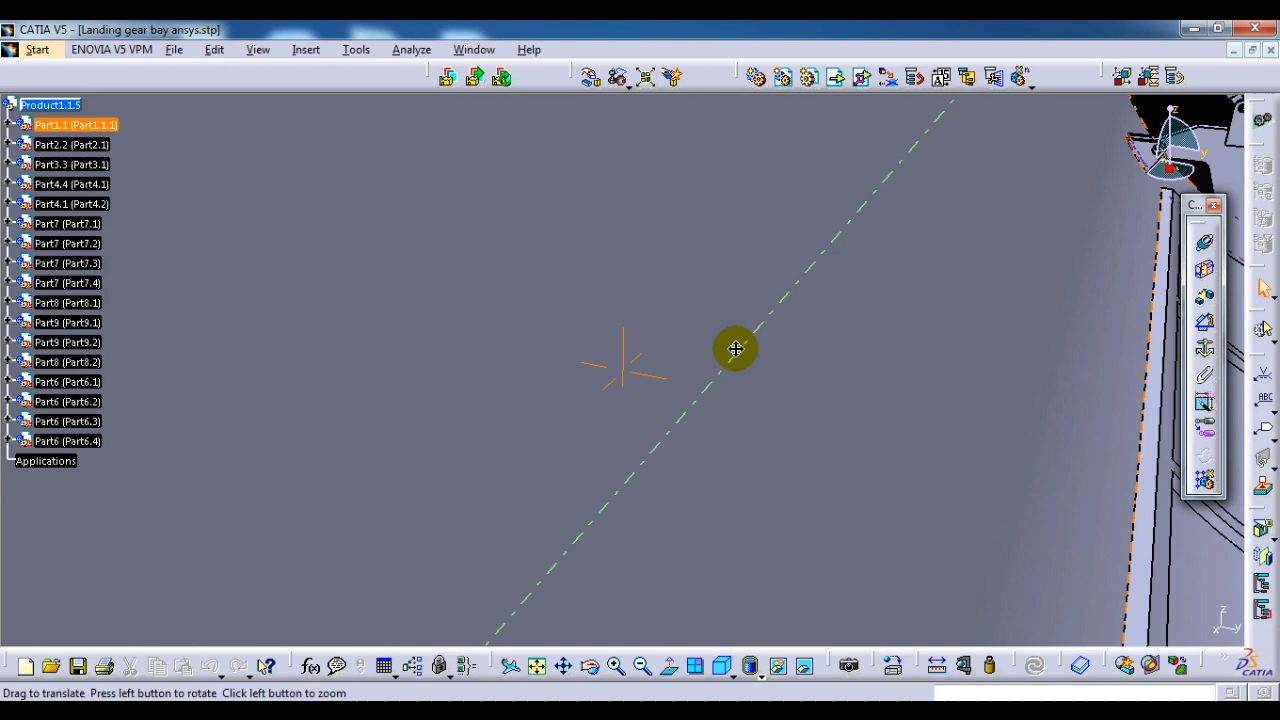 CATIA V5 - [Landing gear bay ansys.stp]
Start ENOVIA V5 VPM File Edit View Insert Tools Analyze Window Help
Product1.1.5
Part1.1 (Part1.1.1)
Part2.2 (Part2.1)
Part3.3 (Part3.1)
Part4.4 (Part4.1)
Part4.1 (Part4.2)
Part7 (Part7.1)
Part7 (Part7.2)
Part7 (Part7.3)
Part7 (Part7.4)
Part8 (Part8.1)
Part9 (Part9.1)
Part9 (Part9.2)
Part8 (Part8.2)
Part6 (Part6.1)
Part6 (Part6.2)
Part6 (Part6.3)
Part6 (Part6.4)
Applications
z
y
C...
ABC
z
x y
f(x)
CATIA
Drag to translate Press left button to rotate Click left button to zoom